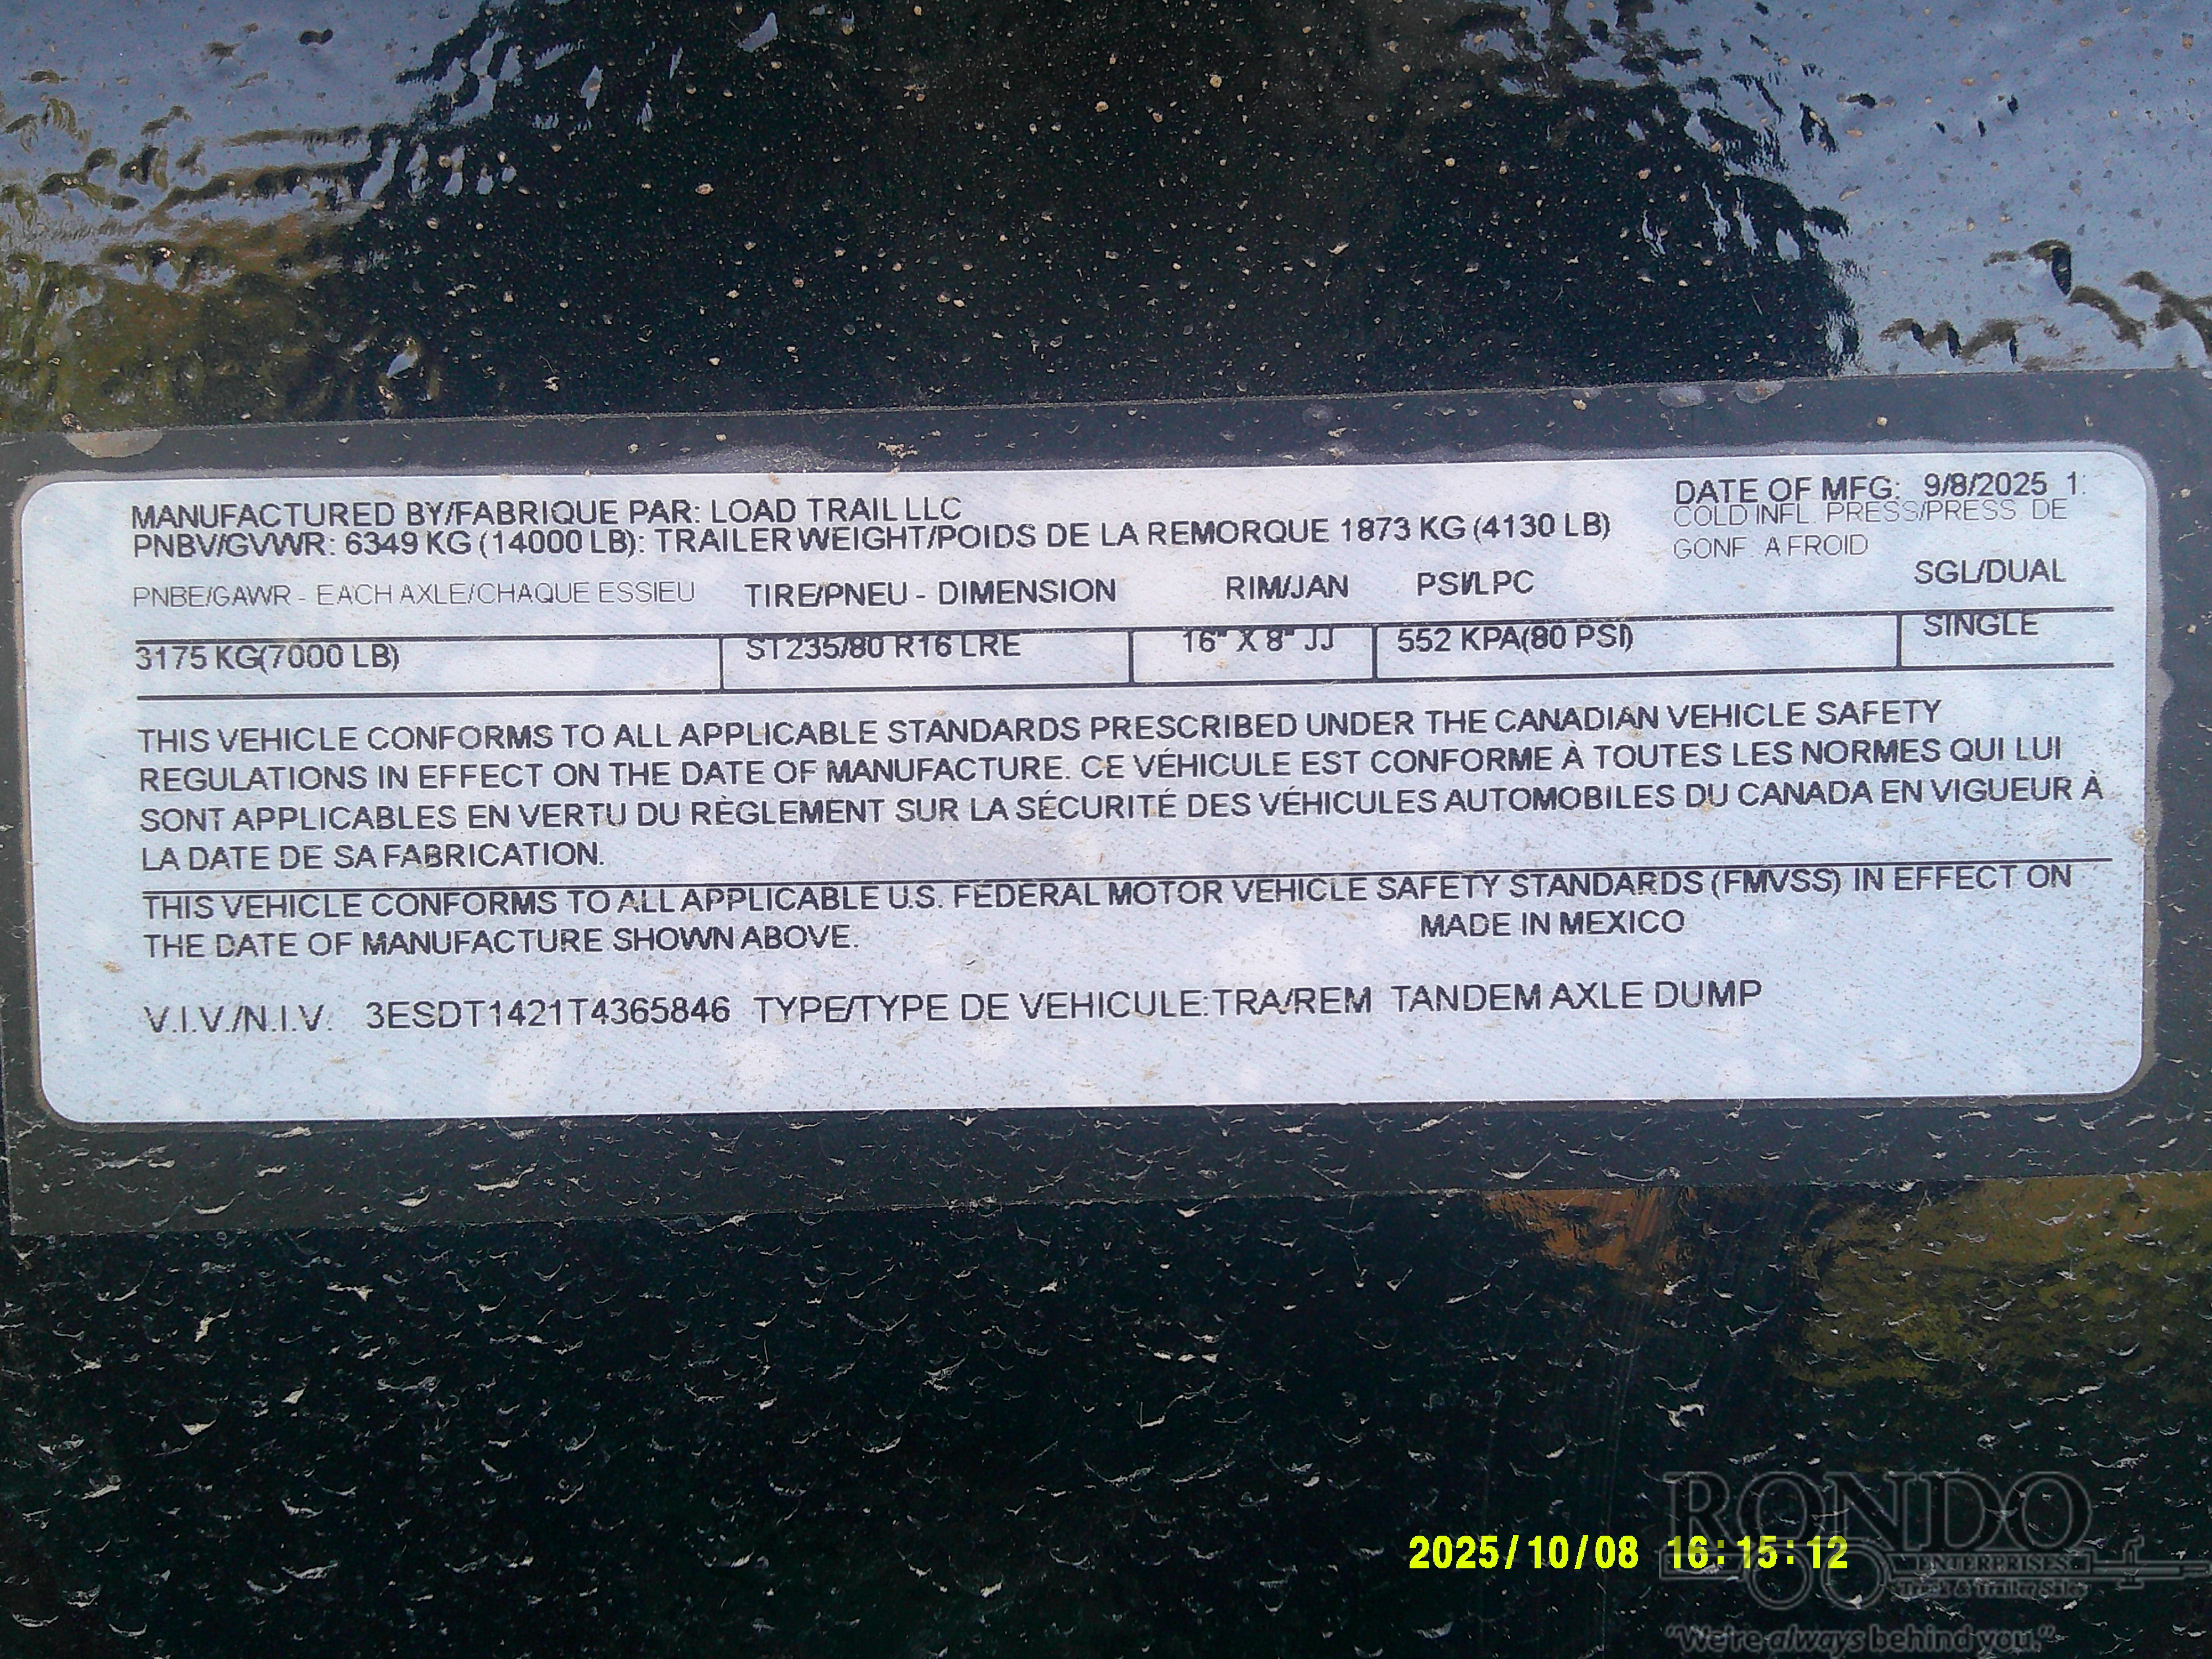 MANUFACTURED BY/FABRIQUE PAR: LOAD TRAIL LLC
DATE OF MFG: 9/8/2025 1:
PNBV/GVWR: 6349 KG (14000 LB): TRAILER WEIGHT/POIDS DE LA REMORQUE 1873 KG (4130 LB)
COLD INFL. PRESS/PRESS DE
GONF. A FROID
PNBE/GAWR - EACH AXLE/CHAQUE ESSIEU TIRE/PNEU - DIMENSION RIM/JAN PSI/LPC SGL/DUAL
3175 KG(7000 LB) ST235/80 R16 LRE 16" X 8" JJ 552 KPA(80 PSI) SINGLE
THIS VEHICLE CONFORMS TO ALL APPLICABLE STANDARDS PRESCRIBED UNDER THE CANADIAN VEHICLE SAFETY
REGULATIONS IN EFFECT ON THE DATE OF MANUFACTURE. CE VÉHICULE EST CONFORME À TOUTES LES NORMES QUI LUI
SONT APPLICABLES EN VERTU DU RÈGLEMENT SUR LA SÉCURITÉ DES VÉHICULES AUTOMOBILES DU CANADA EN VIGUEUR À
LA DATE DE SA FABRICATION.
THIS VEHICLE CONFORMS TO ALL APPLICABLE U.S. FEDERAL MOTOR VEHICLE SAFETY STANDARDS (FMVSS) IN EFFECT ON
THE DATE OF MANUFACTURE SHOWN ABOVE. MADE IN MEXICO
V.I.V./N.I.V. 3ESDT1421T4365846 TYPE/TYPE DE VEHICULE:TRA/REM TANDEM AXLE DUMP
RONDO
ENTERPRISES
Truck & Trailer Sales
"We're always behind you."
2025/10/08 16:15:12